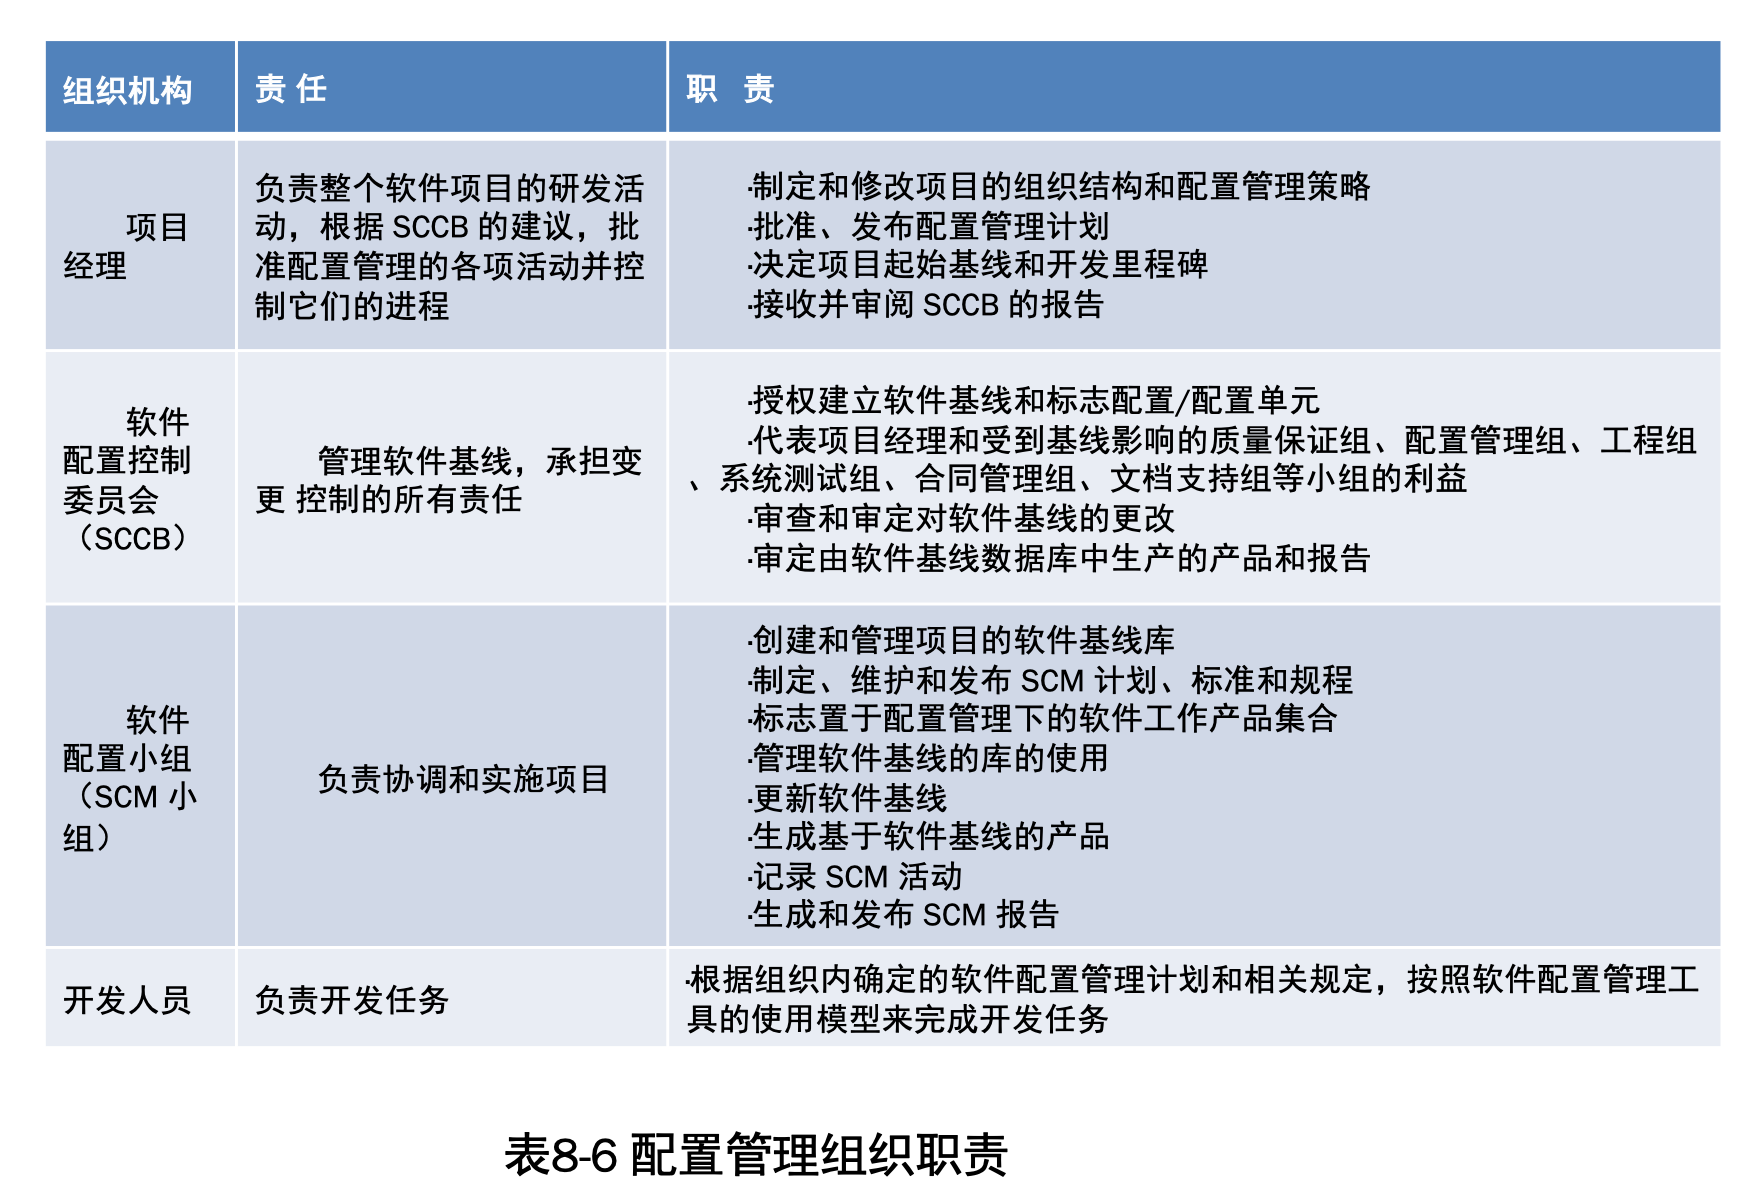 组织机构
责 任
职 责
项目
经理
负责整个软件项目的研发活
动，根据 SCCB 的建议，批
准配置管理的各项活动并控
制它们的进程
·制定和修改项目的组织结构和配置管理策略
·批准、发布配置管理计划
·决定项目起始基线和开发里程碑
·接收并审阅 SCCB 的报告
软件
配置控制
委员会
（SCCB）
管理软件基线，承担变
更 控制的所有责任
·授权建立软件基线和标志配置/配置单元
·代表项目经理和受到基线影响的质量保证组、配置管理组、工程组
、系统测试组、合同管理组、文档支持组等小组的利益
·审查和审定对软件基线的更改
·审定由软件基线数据库中生产的产品和报告
软件
配置小组
（SCM 小
组）
负责协调和实施项目
·创建和管理项目的软件基线库
·制定、维护和发布 SCM 计划、标准和规程
·标志置于配置管理下的软件工作产品集合
·管理软件基线的库的使用
·更新软件基线
·生成基于软件基线的产品
·记录 SCM 活动
·生成和发布 SCM 报告
开发人员
负责开发任务
·根据组织内确定的软件配置管理计划和相关规定，按照软件配置管理工
具的使用模型来完成开发任务
表8-6 配置管理组织职责